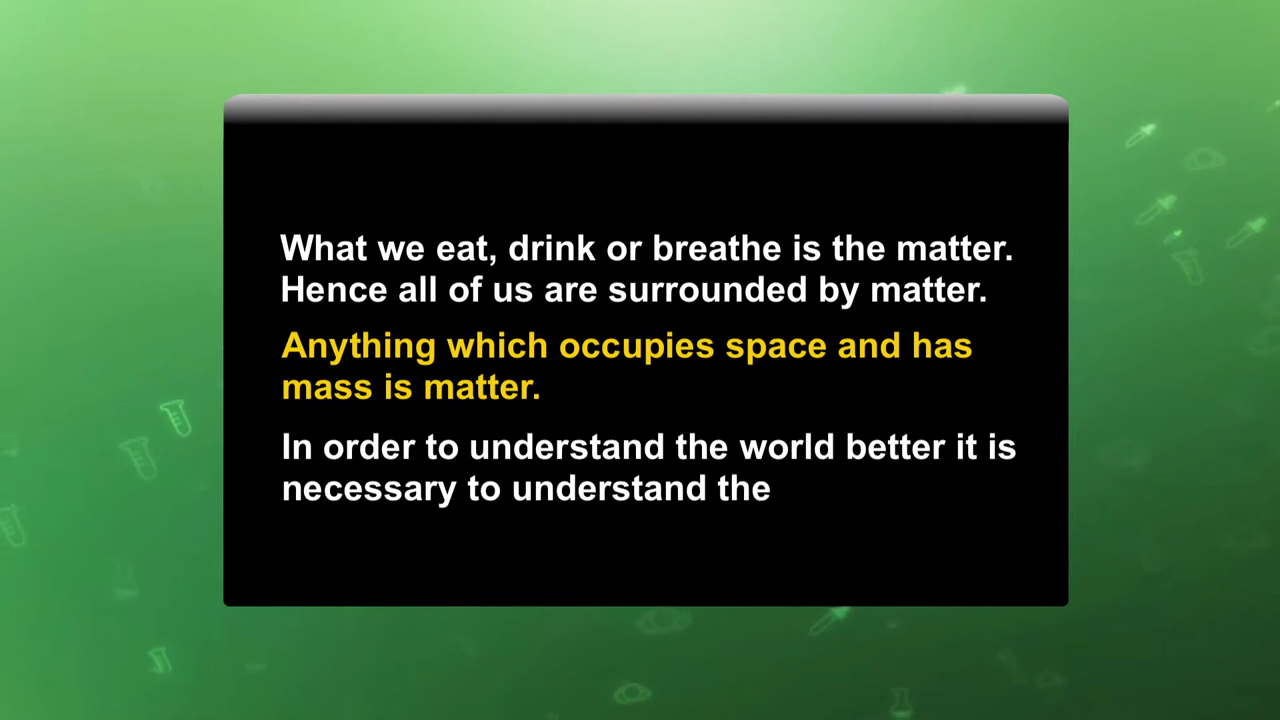 What we eat, drink or breathe is the matter.
Hence all of us are surrounded by matter.
Anything which occupies space and has
mass is matter.
In order to understand the world better it is
necessary to understand the